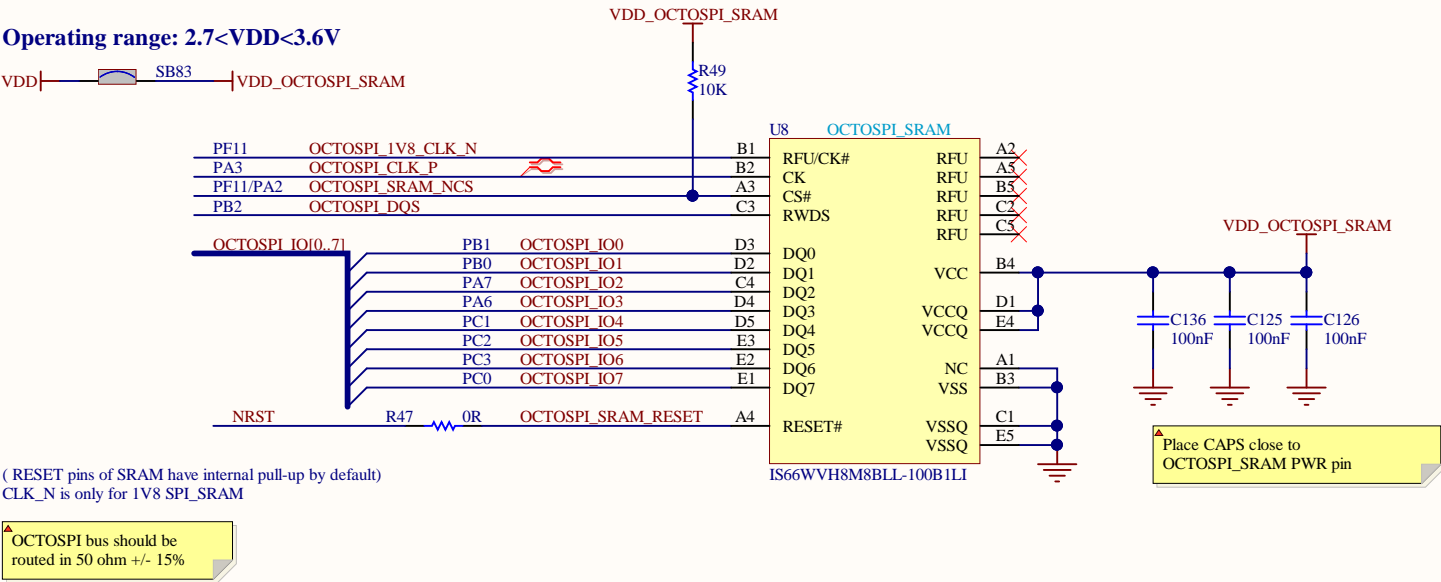 VDD_OCTOSPI_SRAM
Operating range: 2.7<VDD<3.6V
VDD SB83 VDD_OCTOSPI_SRAM
R49
10K
U8 OCTOSPI_SRAM
PF11 OCTOSPI_1V8_CLK_N B1 RFU/CK# RFU A2
PA3 OCTOSPI_CLK_P B2 CK RFU A5
PF11/PA2 OCTOSPI_SRAM_NCS A3 CS# RFU B5
PB2 OCTOSPI_DQS C3 RWDS RFU C2
RFU C5
VDD_OCTOSPI_SRAM
OCTOSPI_IO[0..7] PB1 OCTOSPI_IO0 D3 DQ0
PB0 OCTOSPI_IO1 D2 DQ1 VCC B4
PA7 OCTOSPI_IO2 C4 DQ2
PA6 OCTOSPI_IO3 D4 DQ3 VCCQ D1
PC1 OCTOSPI_IO4 D5 DQ4 VCCQ E4
C136 C125 C126
100nF 100nF 100nF
PC2 OCTOSPI_IO5 E3 DQ5
PC3 OCTOSPI_IO6 E2 DQ6 NC A1
PC0 OCTOSPI_IO7 E1 DQ7 VSS B3
NRST R47 0R OCTOSPI_SRAM_RESET A4 RESET# VSSQ C1
VSSQ E5
Place CAPS close to
OCTOSPI_SRAM PWR pin
IS66WVH8M8BLL-100B1LI
( RESET pins of SRAM have internal pull-up by default)
CLK_N is only for 1V8 SPI_SRAM
OCTOSPI bus should be
routed in 50 ohm +/- 15%